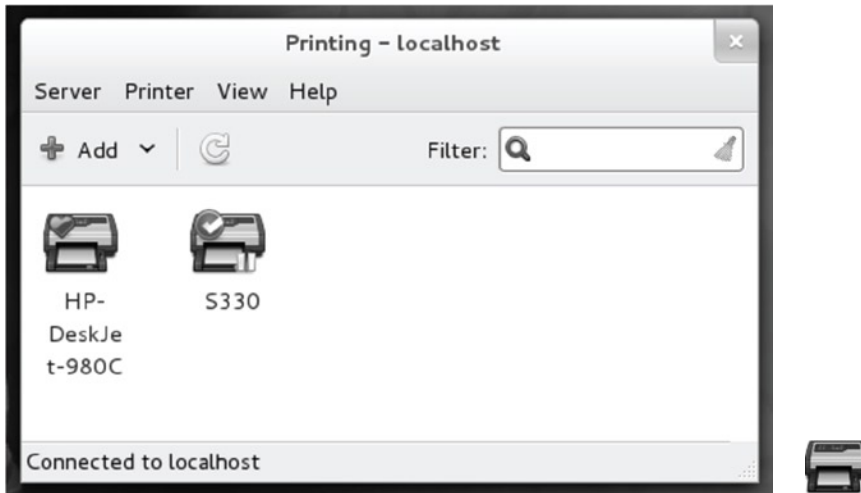 Printing – localhost
Server Printer View Help
Add
Filter:
HP-
DeskJe
t-980C
S330
Connected to localhost